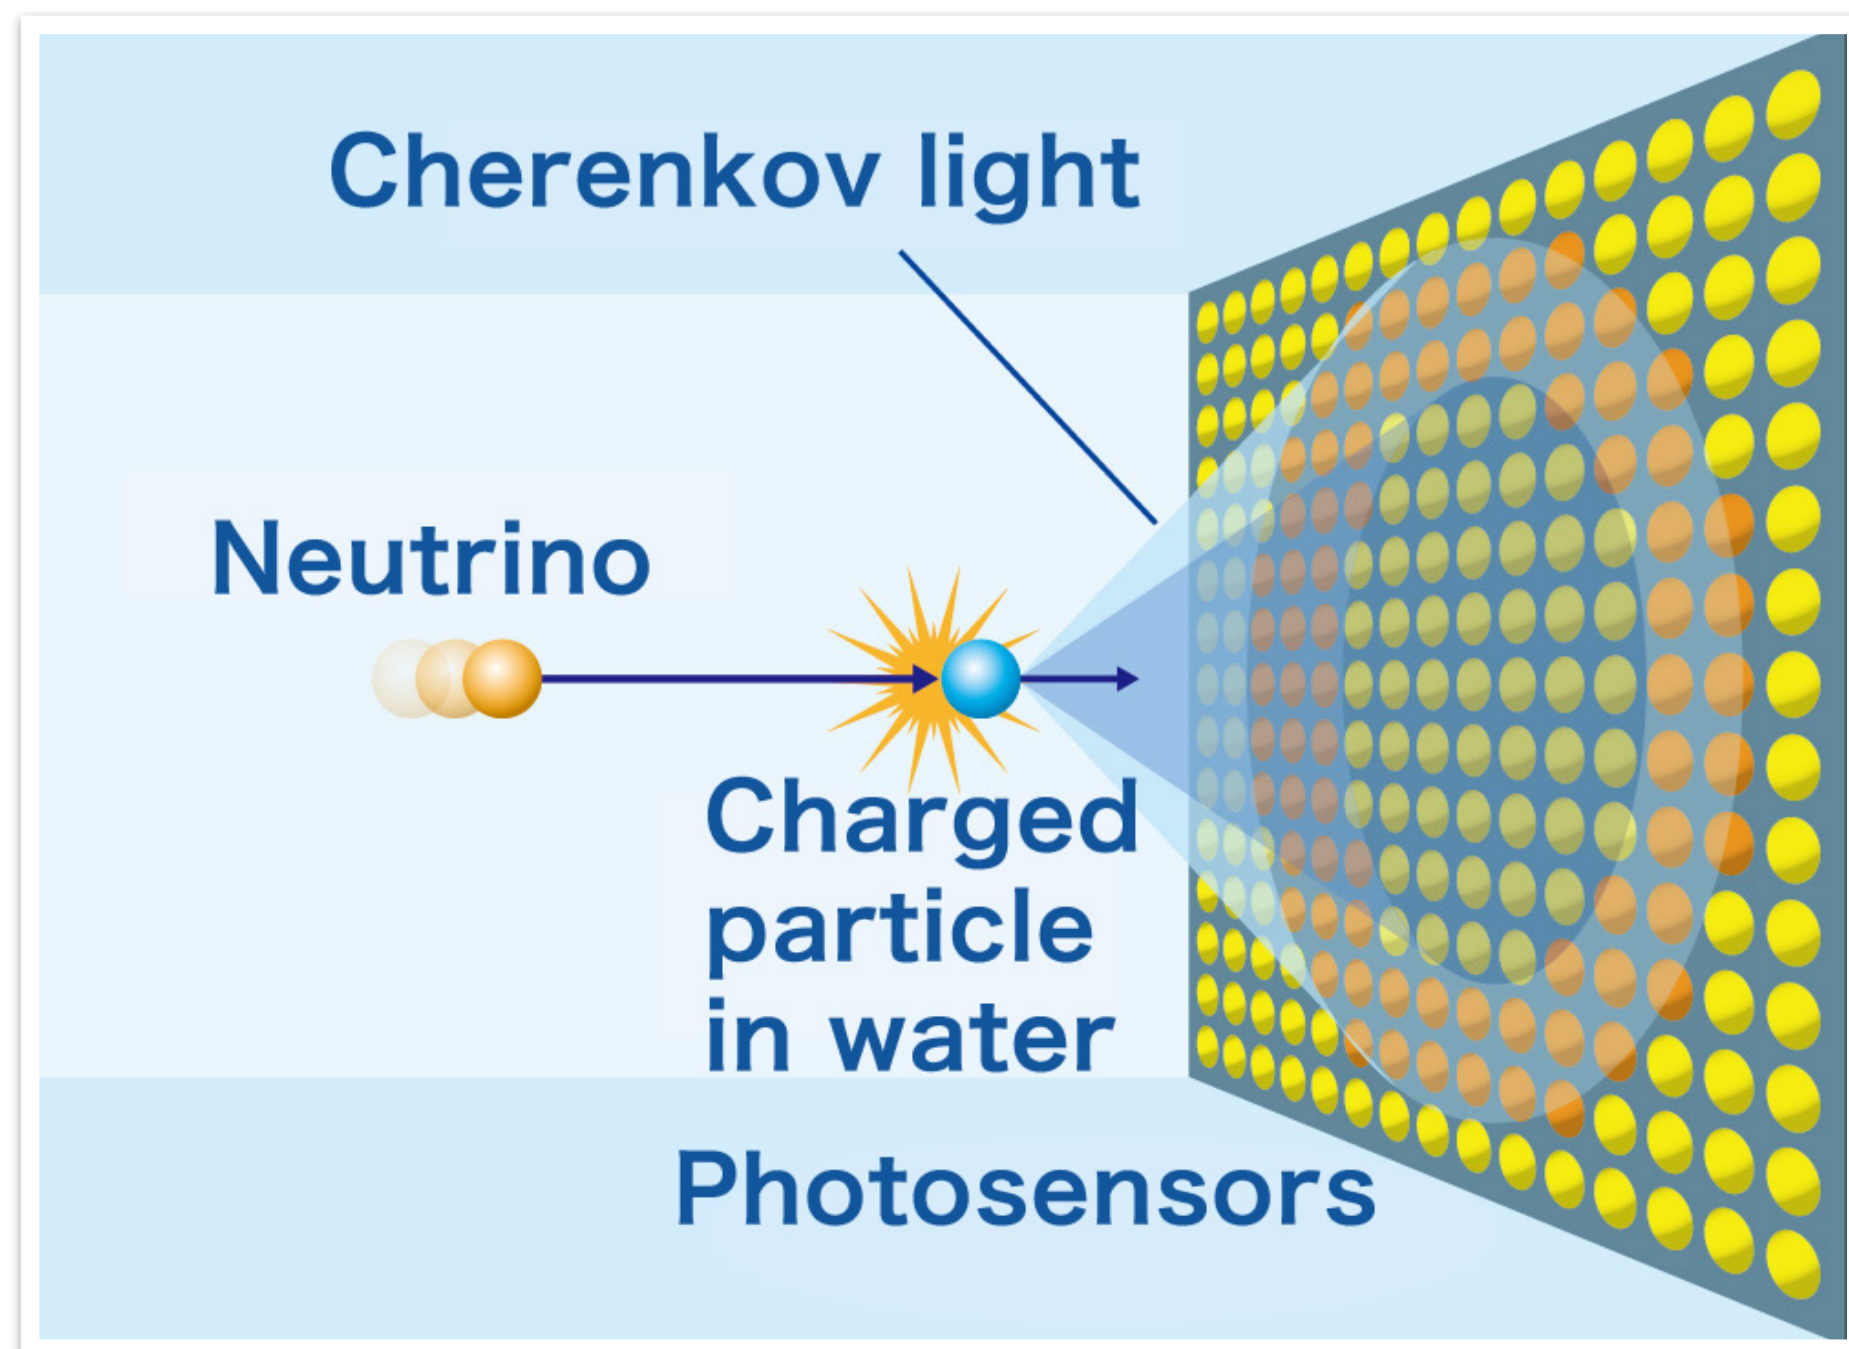 Cherenkov light
Neutrino
Charged
particle
in water
Photosensors